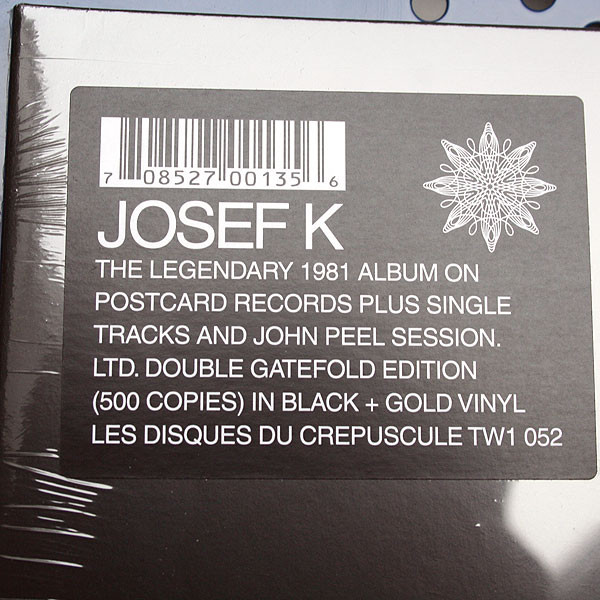 7 08527 00135 6
JOSEF K
THE LEGENDARY 1981 ALBUM ON
POSTCARD RECORDS PLUS SINGLE
TRACKS AND JOHN PEEL SESSION.
LTD. DOUBLE GATEFOLD EDITION
(500 COPIES) IN BLACK + GOLD VINYL
LES DISQUES DU CREPUSCULE TW1 052